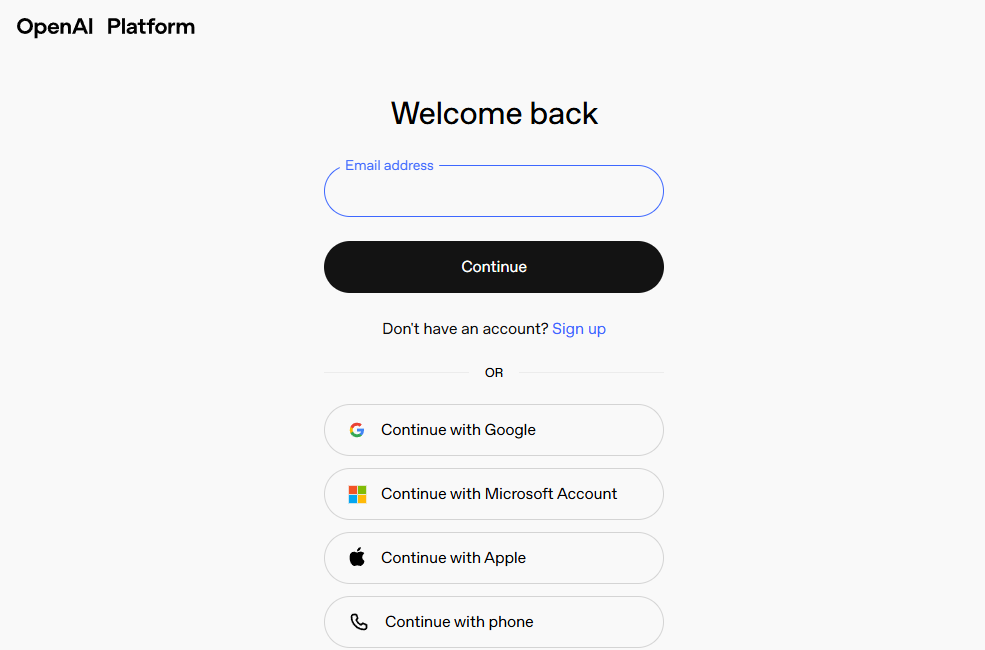 OpenAI Platform
Welcome back
Email address
Continue
Don't have an account? Sign up
OR
Continue with Google
Continue with Microsoft Account
Continue with Apple
Continue with phone